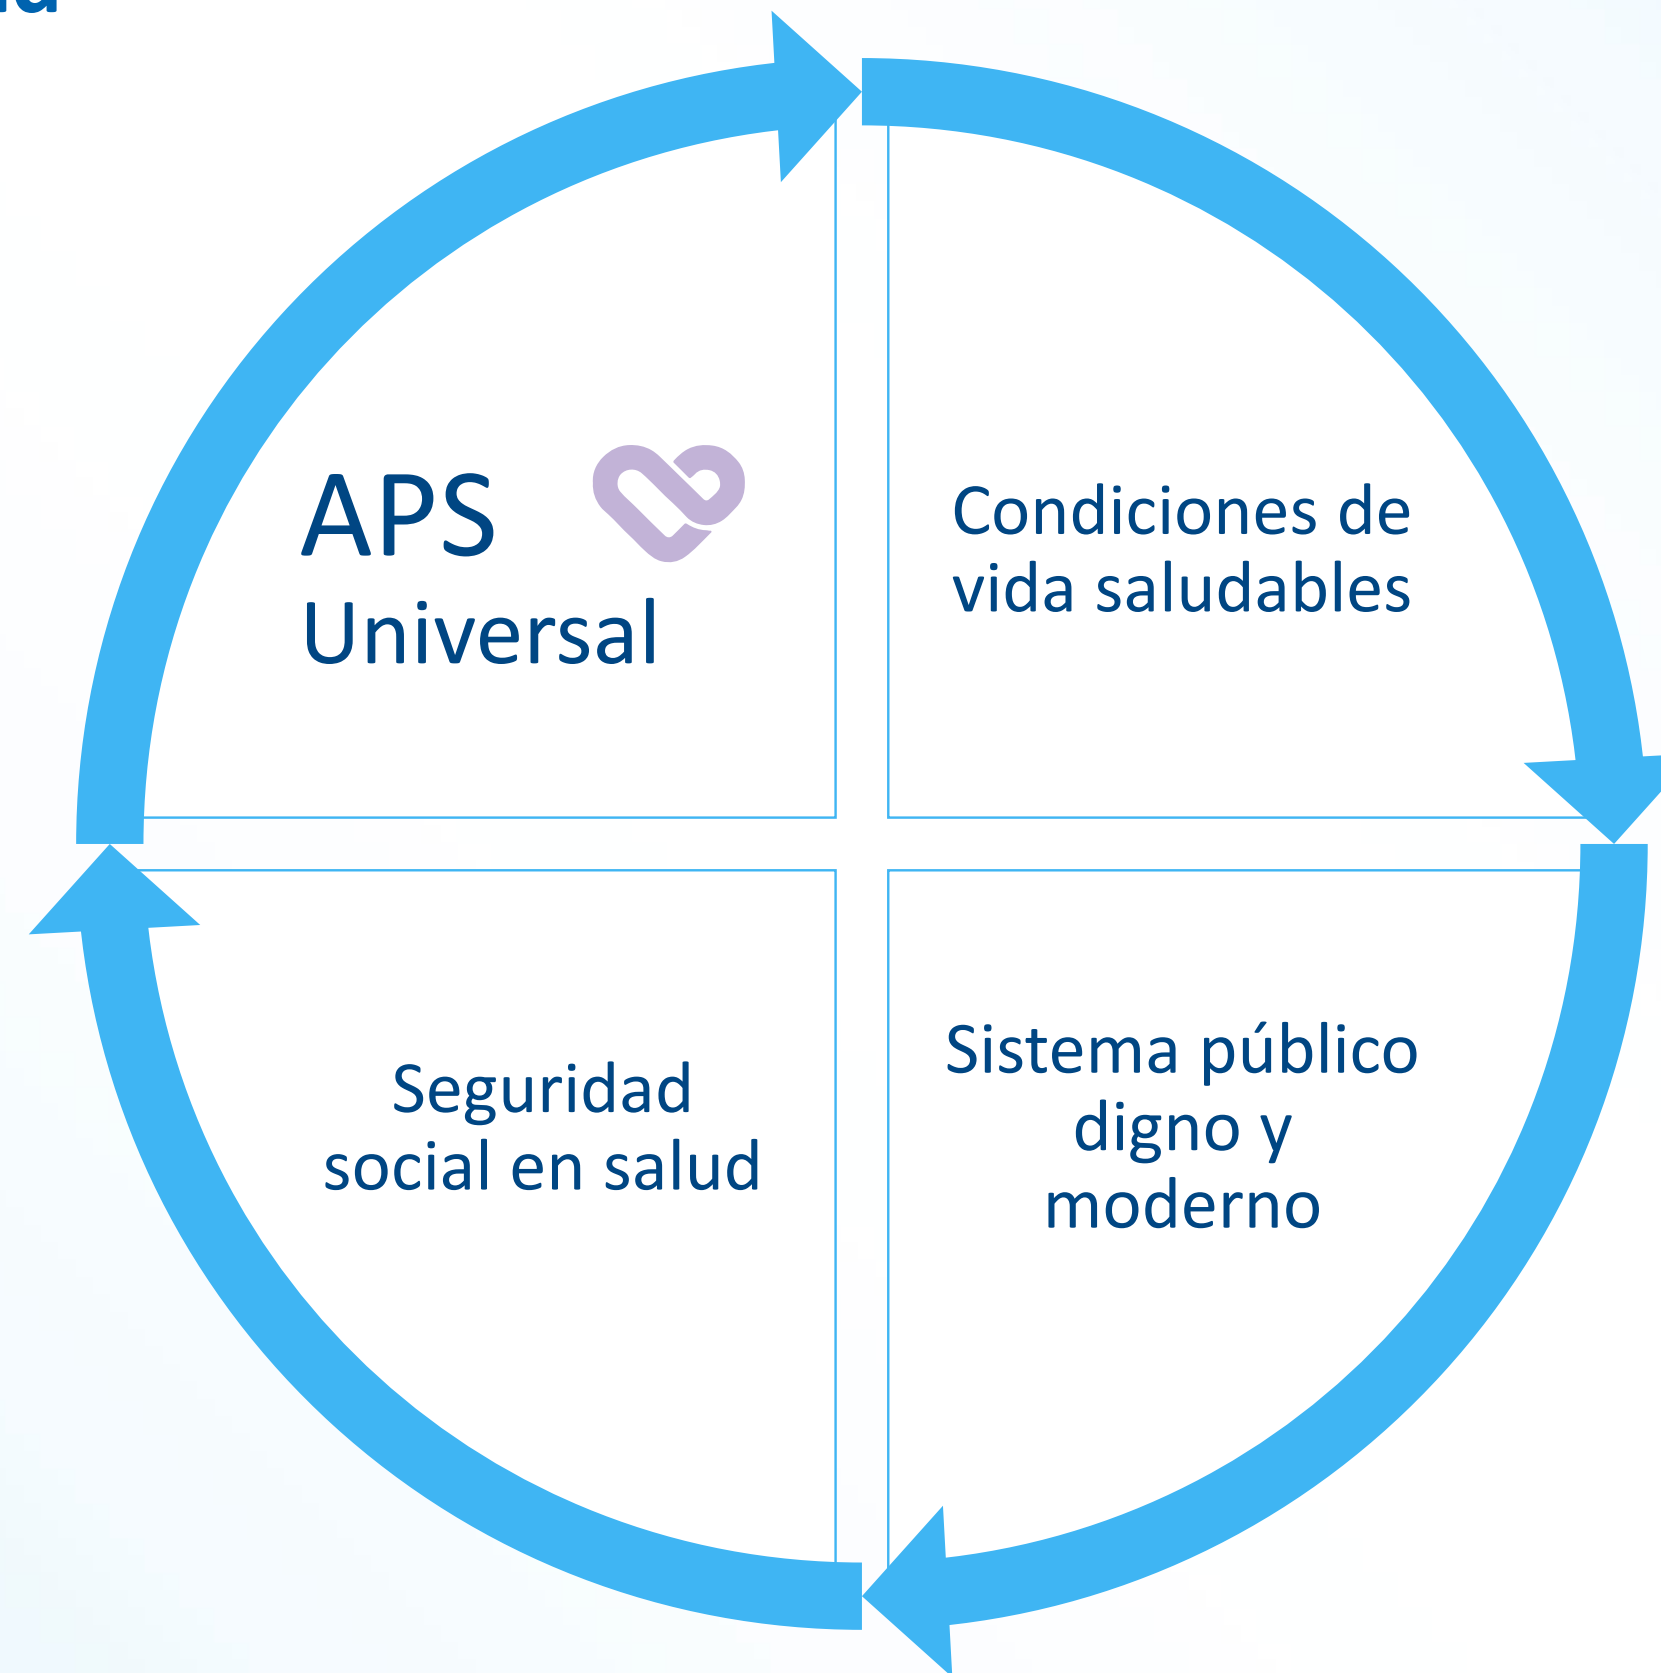 APS
Universal
Condiciones de
vida saludables
Seguridad
social en salud
Sistema público
digno y
moderno